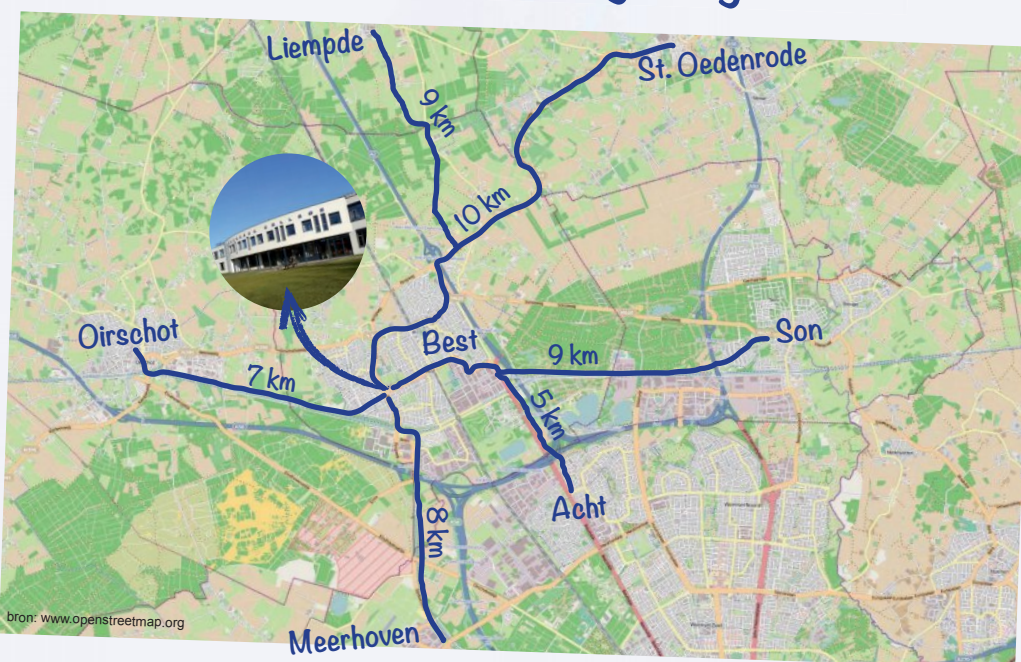 Liempde
St. Oedenrode
9 km
10 km
Oirschot
Best
Son
7 km
9 km
5 km
Acht
8 km
Meerhoven
bron: www.openstreetmap.org